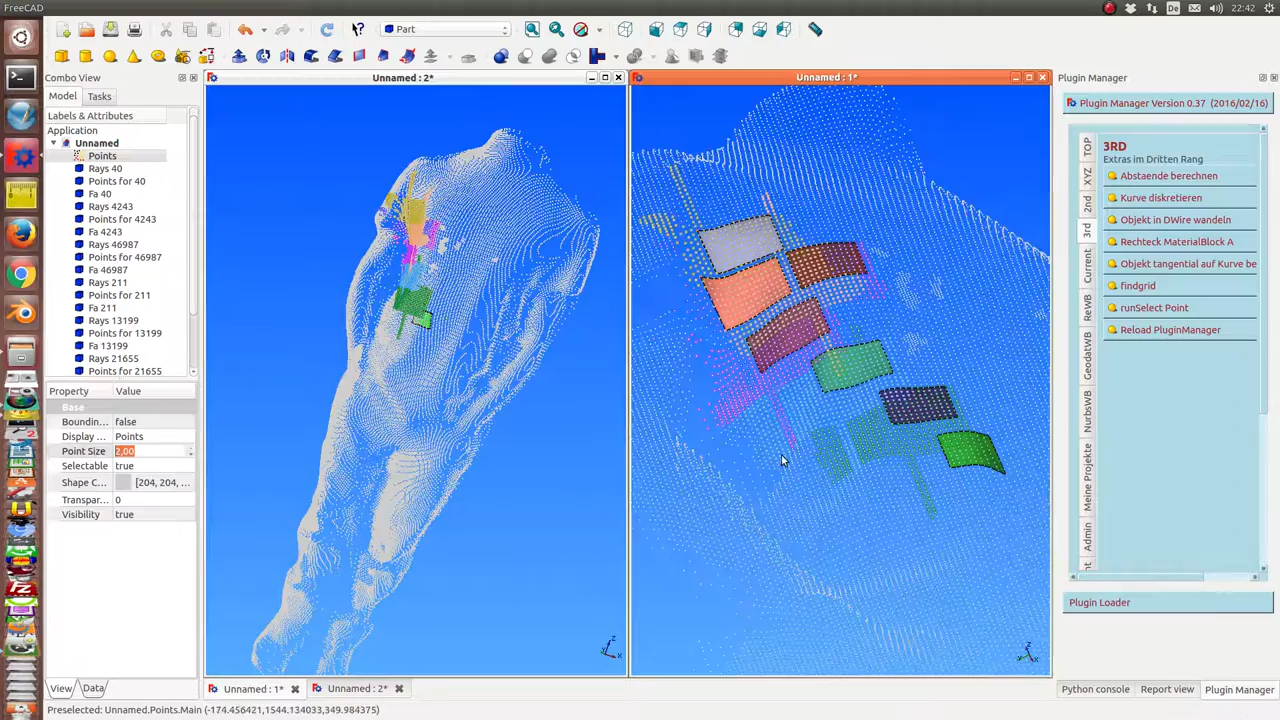 FreeCAD
De
22:42
Part
Combo View
Model
Tasks
Labels & Attributes
Application
Unnamed
Points
Rays 40
Points for 40
Fa 40
Rays 4243
Points for 4243
Fa 4243
Rays 46987
Points for 46987
Fa 46987
Rays 211
Points for 211
Fa 211
Rays 13199
Points for 13199
Fa 13199
Rays 21655
Points for 21655
Property
Value
Base
Boundin...
false
Display ...
Points
Point Size
2,00
Selectable
true
Shape C...
[204, 204, ...
Transpar...
0
Visibility
true
View
Data
Unnamed : 2*
Unnamed : 1*
Unnamed : 1*
Unnamed : 2*
Plugin Manager
Plugin Manager Version 0.37 (2016/02/16)
TOP
XYZ
2nd
3rd
Current
ReWB
GeodatWB
NurbsWB
Meine Projekte
Admin
3RD
Extras im Dritten Rang
Abstaende berechnen
Kurve diskretieren
Objekt in DWire wandeln
Rechteck MaterialBlock A
Objekt tangential auf Kurve be
findgrid
runSelect Point
Reload PluginManager
Plugin Loader
Python console
Report view
Plugin Manager
Preselected: Unnamed.Points.Main (-174.456421,1544.134033,349.984375)